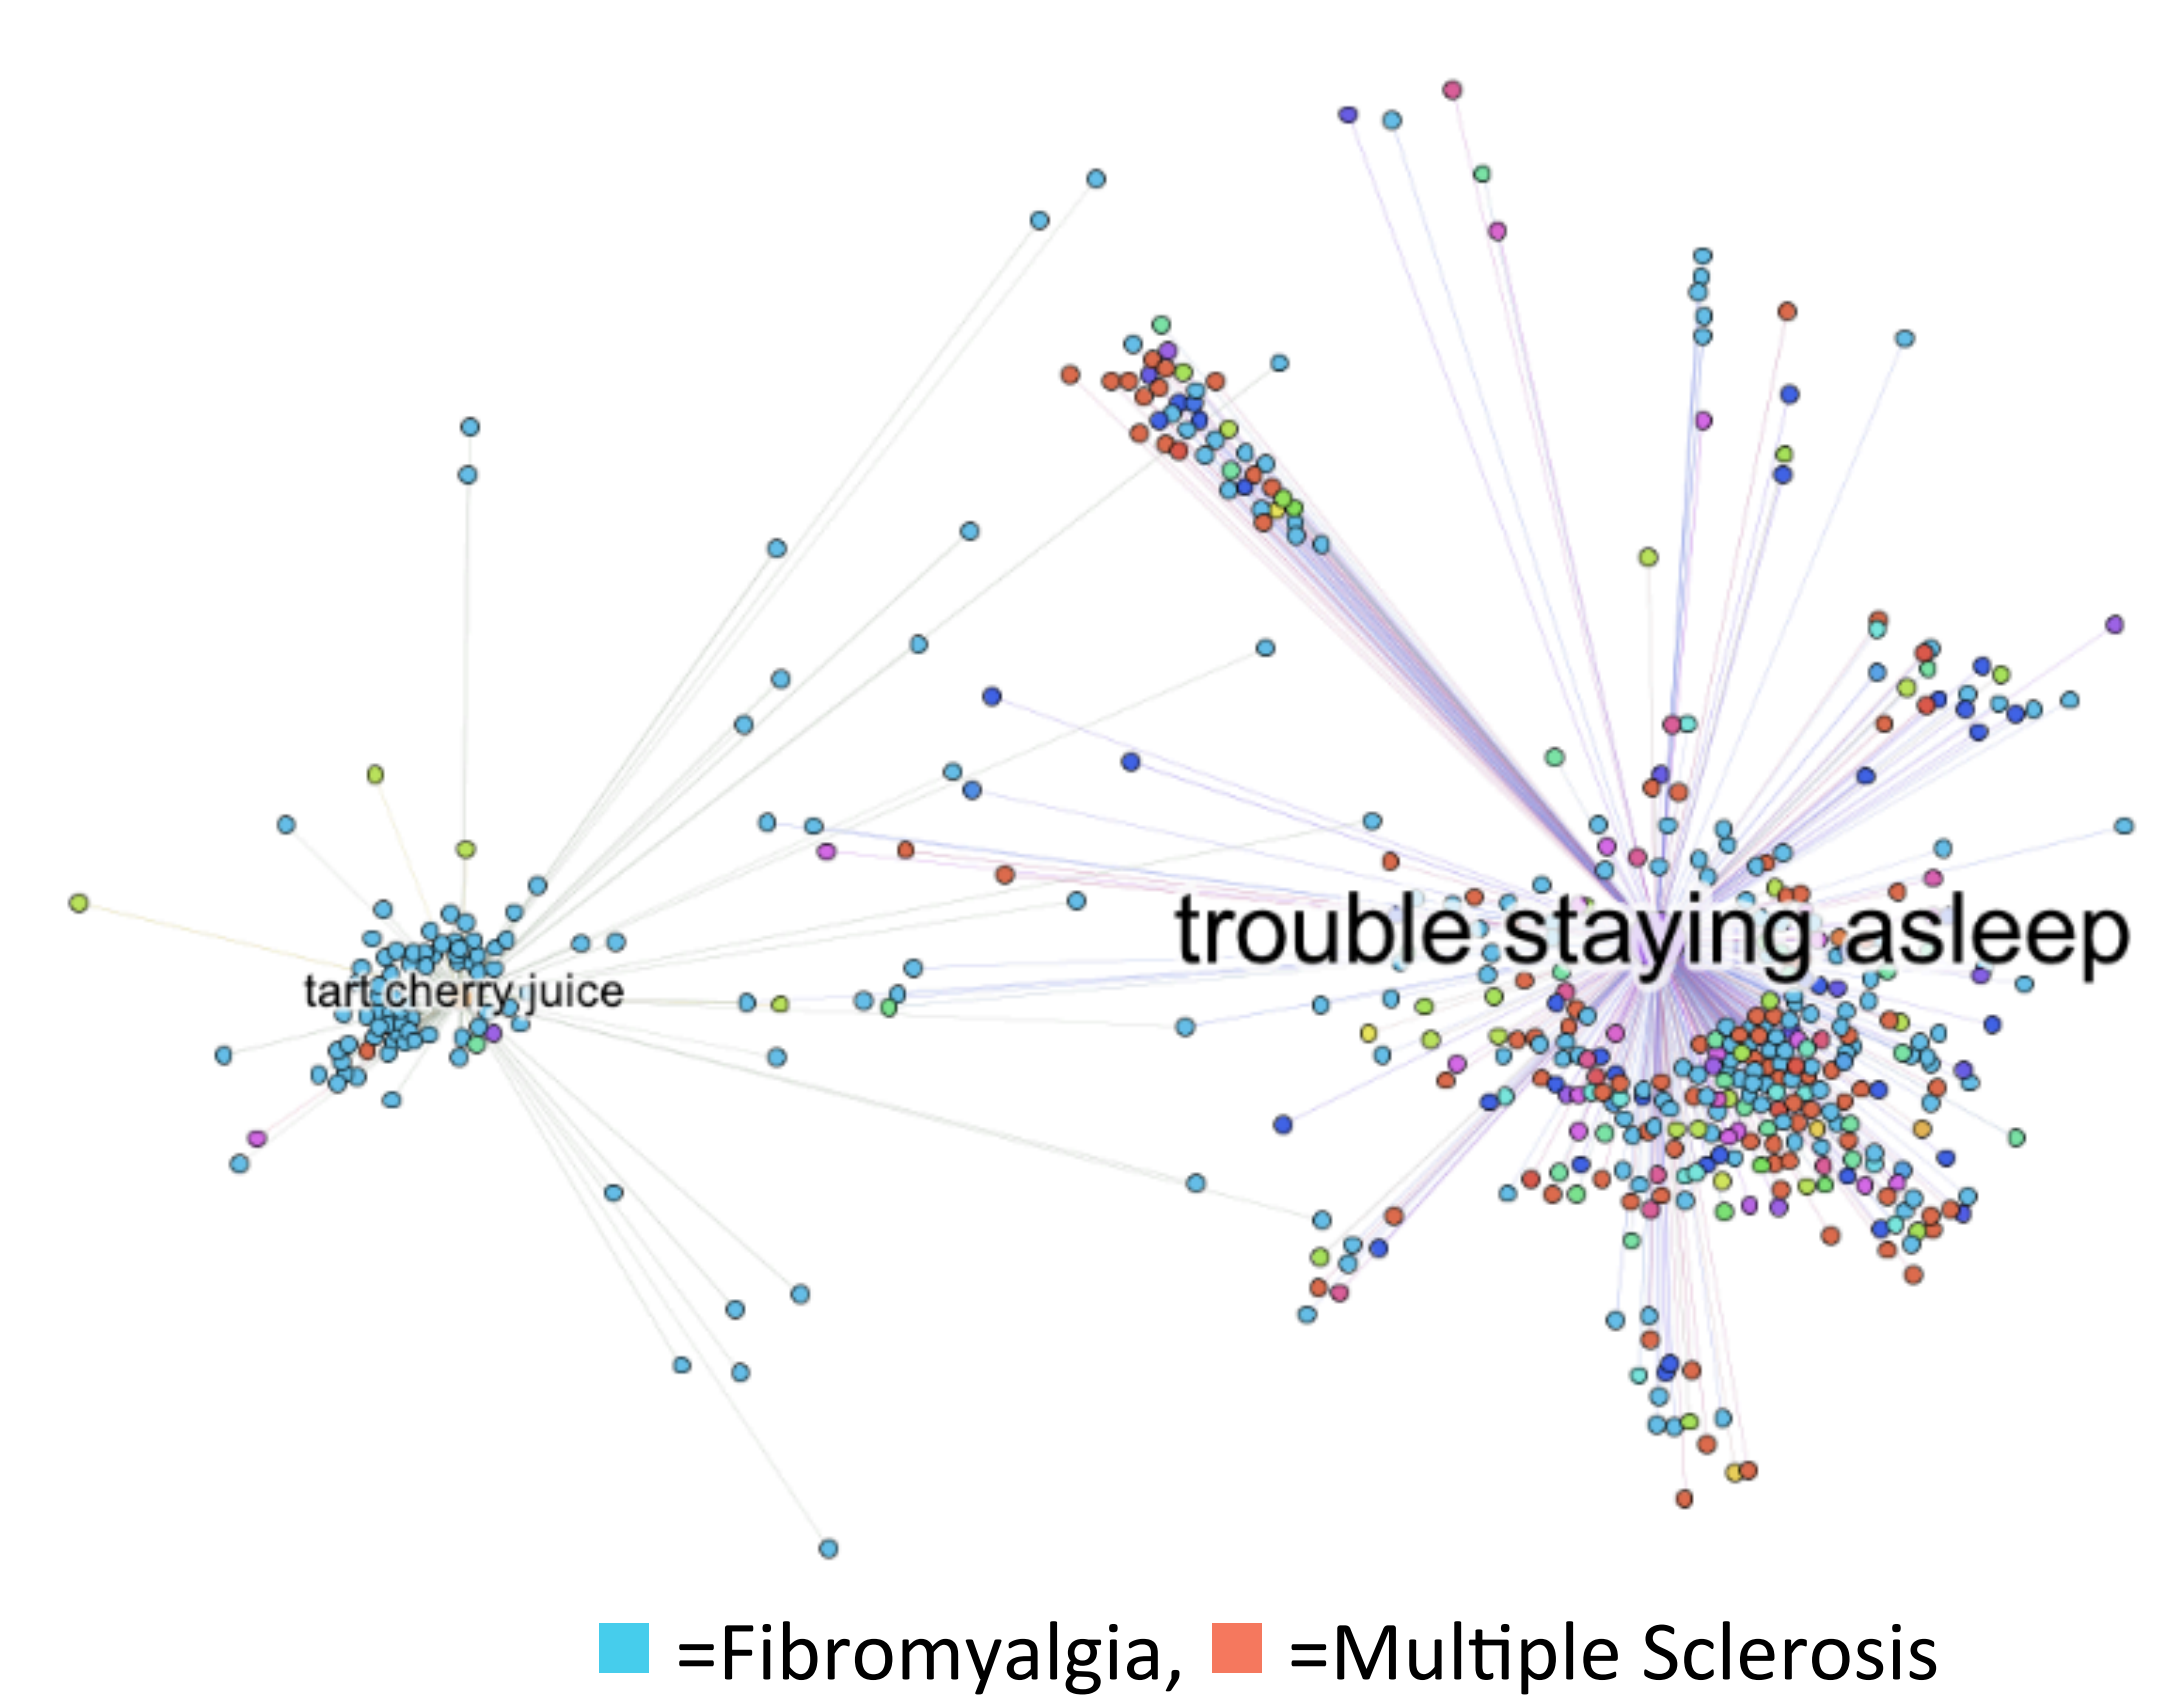 trouble staying asleep
tart cherry juice
=Fibromyalgia, =Multiple Sclerosis